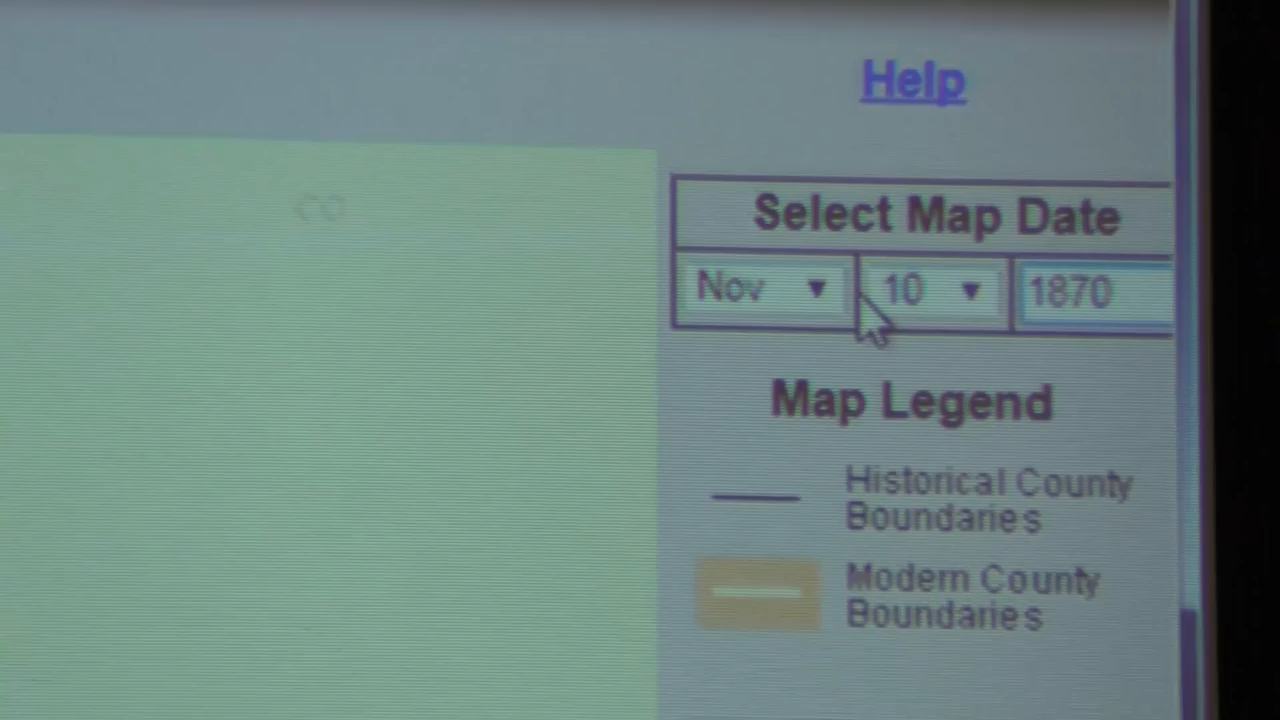 Help
Select Map Date
Nov 10 1870
Map Legend
Historical County
Boundaries
Modern County
Boundaries